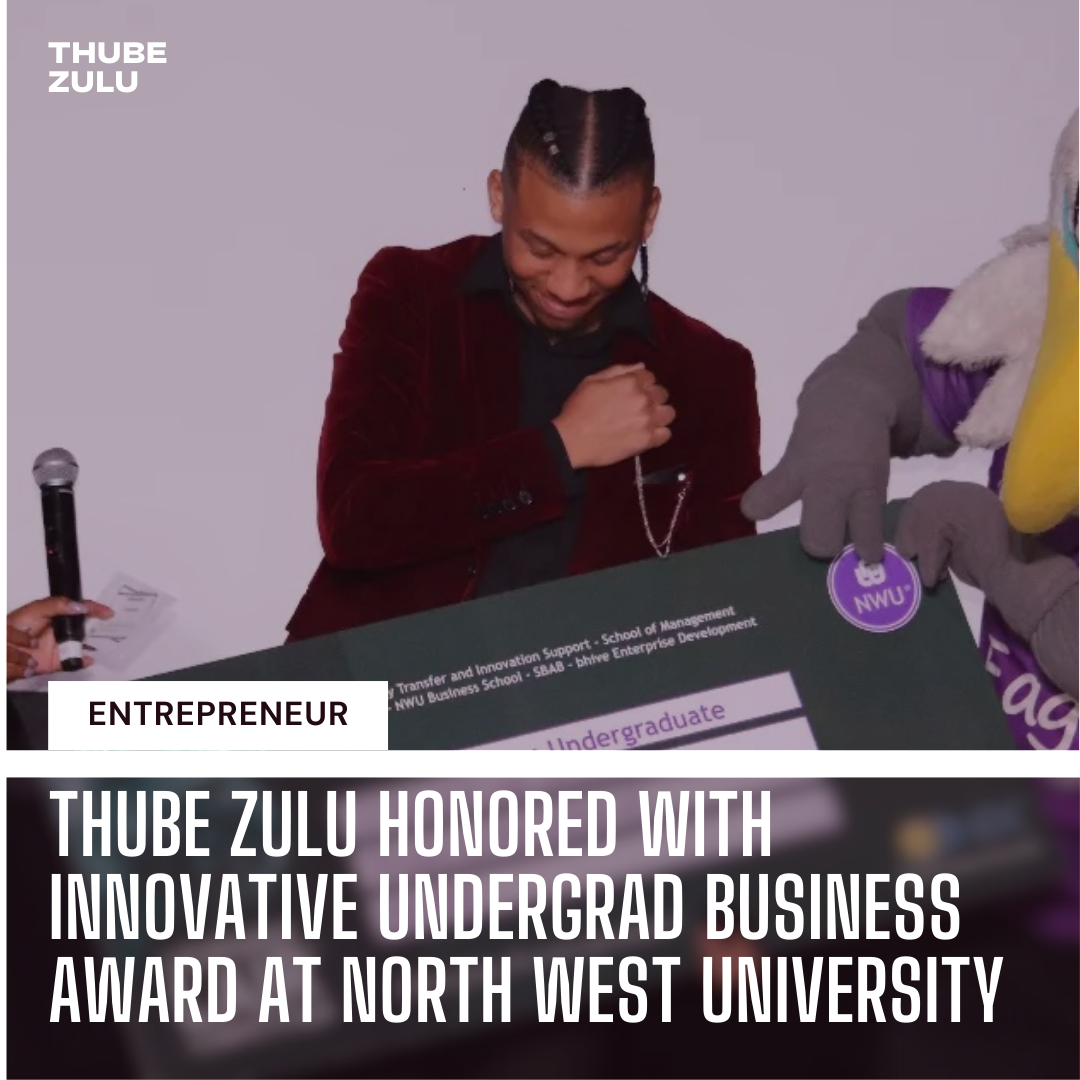 THUBE
ZULU
Transfer and Innovation Support - School of Management
- NWU Business School - SBAB - bhive Enterprise Development
NWU
Undergraduate
ENTREPRENEUR
THUBE ZULU HONORED WITH
INNOVATIVE UNDERGRAD BUSINESS
AWARD AT NORTH WEST UNIVERSITY